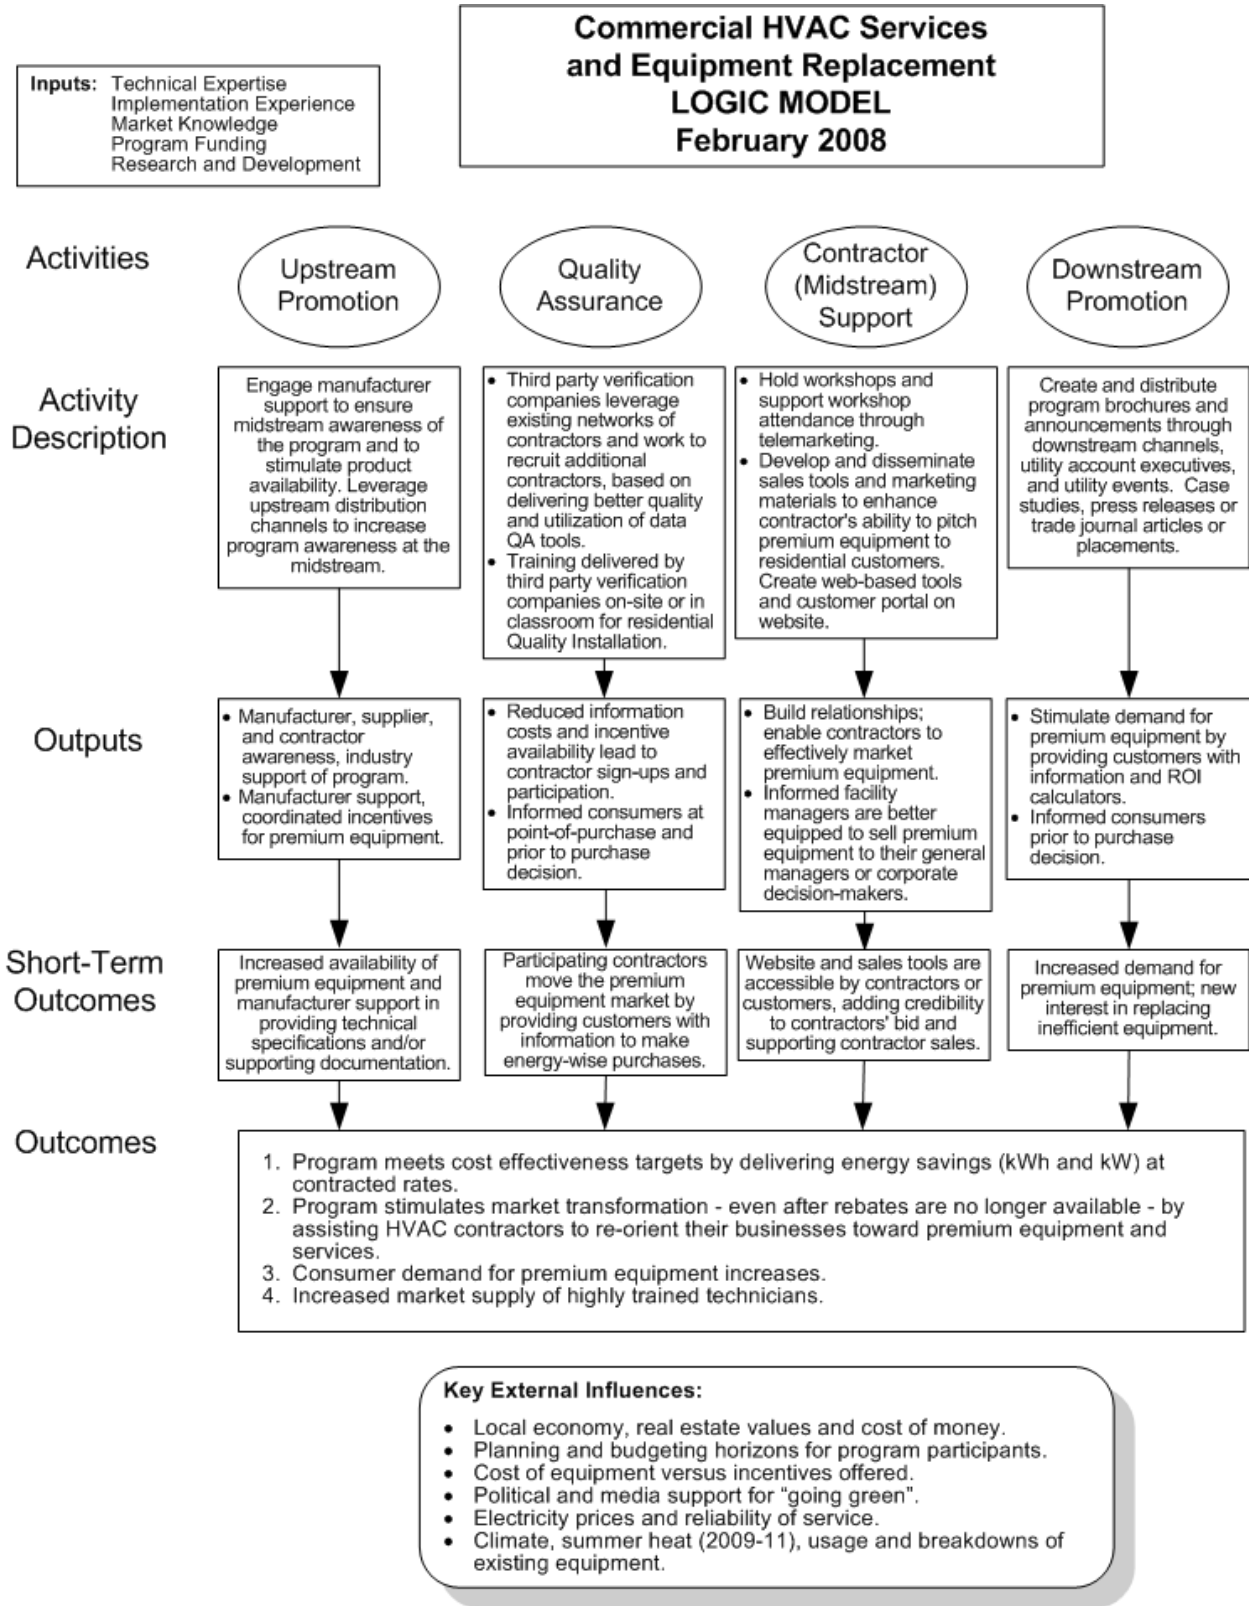 Commercial HVAC Services
and Equipment Replacement
LOGIC MODEL
February 2008
Inputs: Technical Expertise
Implementation Experience
Market Knowledge
Program Funding
Research and Development
Activities
Upstream
Promotion
Quality
Assurance
Contractor
(Midstream)
Support
Downstream
Promotion
Activity
Description
Engage manufacturer
support to ensure
midstream awareness of
the program and to
stimulate product
availability. Leverage
upstream distribution
channels to increase
program awareness at the
midstream.
• Third party verification
companies leverage
existing networks of
contractors and work to
recruit additional
contractors, based on
delivering better quality
and utilization of data
QA tools.
• Training delivered by
third party verification
companies on-site or in
classroom for residential
Quality Installation.
• Hold workshops and
support workshop
attendance through
telemarketing.
• Develop and disseminate
sales tools and marketing
materials to enhance
contractor's ability to pitch
premium equipment to
residential customers.
Create web-based tools
and customer portal on
website.
Create and distribute
program brochures and
announcements through
downstream channels,
utility account executives,
and utility events. Case
studies, press releases or
trade journal articles or
placements.
Outputs
• Manufacturer, supplier,
and contractor
awareness, industry
support of program.
• Manufacturer support,
coordinated incentives
for premium equipment.
• Reduced information
costs and incentive
availability lead to
contractor sign-ups and
participation.
• Informed consumers at
point-of-purchase and
prior to purchase
decision.
• Build relationships;
enable contractors to
effectively market
premium equipment.
• Informed facility
managers are better
equipped to sell premium
equipment to their general
managers or corporate
decision-makers.
• Stimulate demand for
premium equipment by
providing customers with
information and ROI
calculators.
• Informed consumers
prior to purchase
decision.
Short-Term
Outcomes
Increased availability of
premium equipment and
manufacturer support in
providing technical
specifications and/or
supporting documentation.
Participating contractors
move the premium
equipment market by
providing customers with
information to make
energy-wise purchases.
Website and sales tools are
accessible by contractors or
customers, adding credibility
to contractors' bid and
supporting contractor sales.
Increased demand for
premium equipment; new
interest in replacing
inefficient equipment.
Outcomes
1. Program meets cost effectiveness targets by delivering energy savings (kWh and kW) at
contracted rates.
2. Program stimulates market transformation - even after rebates are no longer available - by
assisting HVAC contractors to re-orient their businesses toward premium equipment and
services.
3. Consumer demand for premium equipment increases.
4. Increased market supply of highly trained technicians.
Key External Influences:
• Local economy, real estate values and cost of money.
• Planning and budgeting horizons for program participants.
• Cost of equipment versus incentives offered.
• Political and media support for “going green”.
• Electricity prices and reliability of service.
• Climate, summer heat (2009-11), usage and breakdowns of
existing equipment.